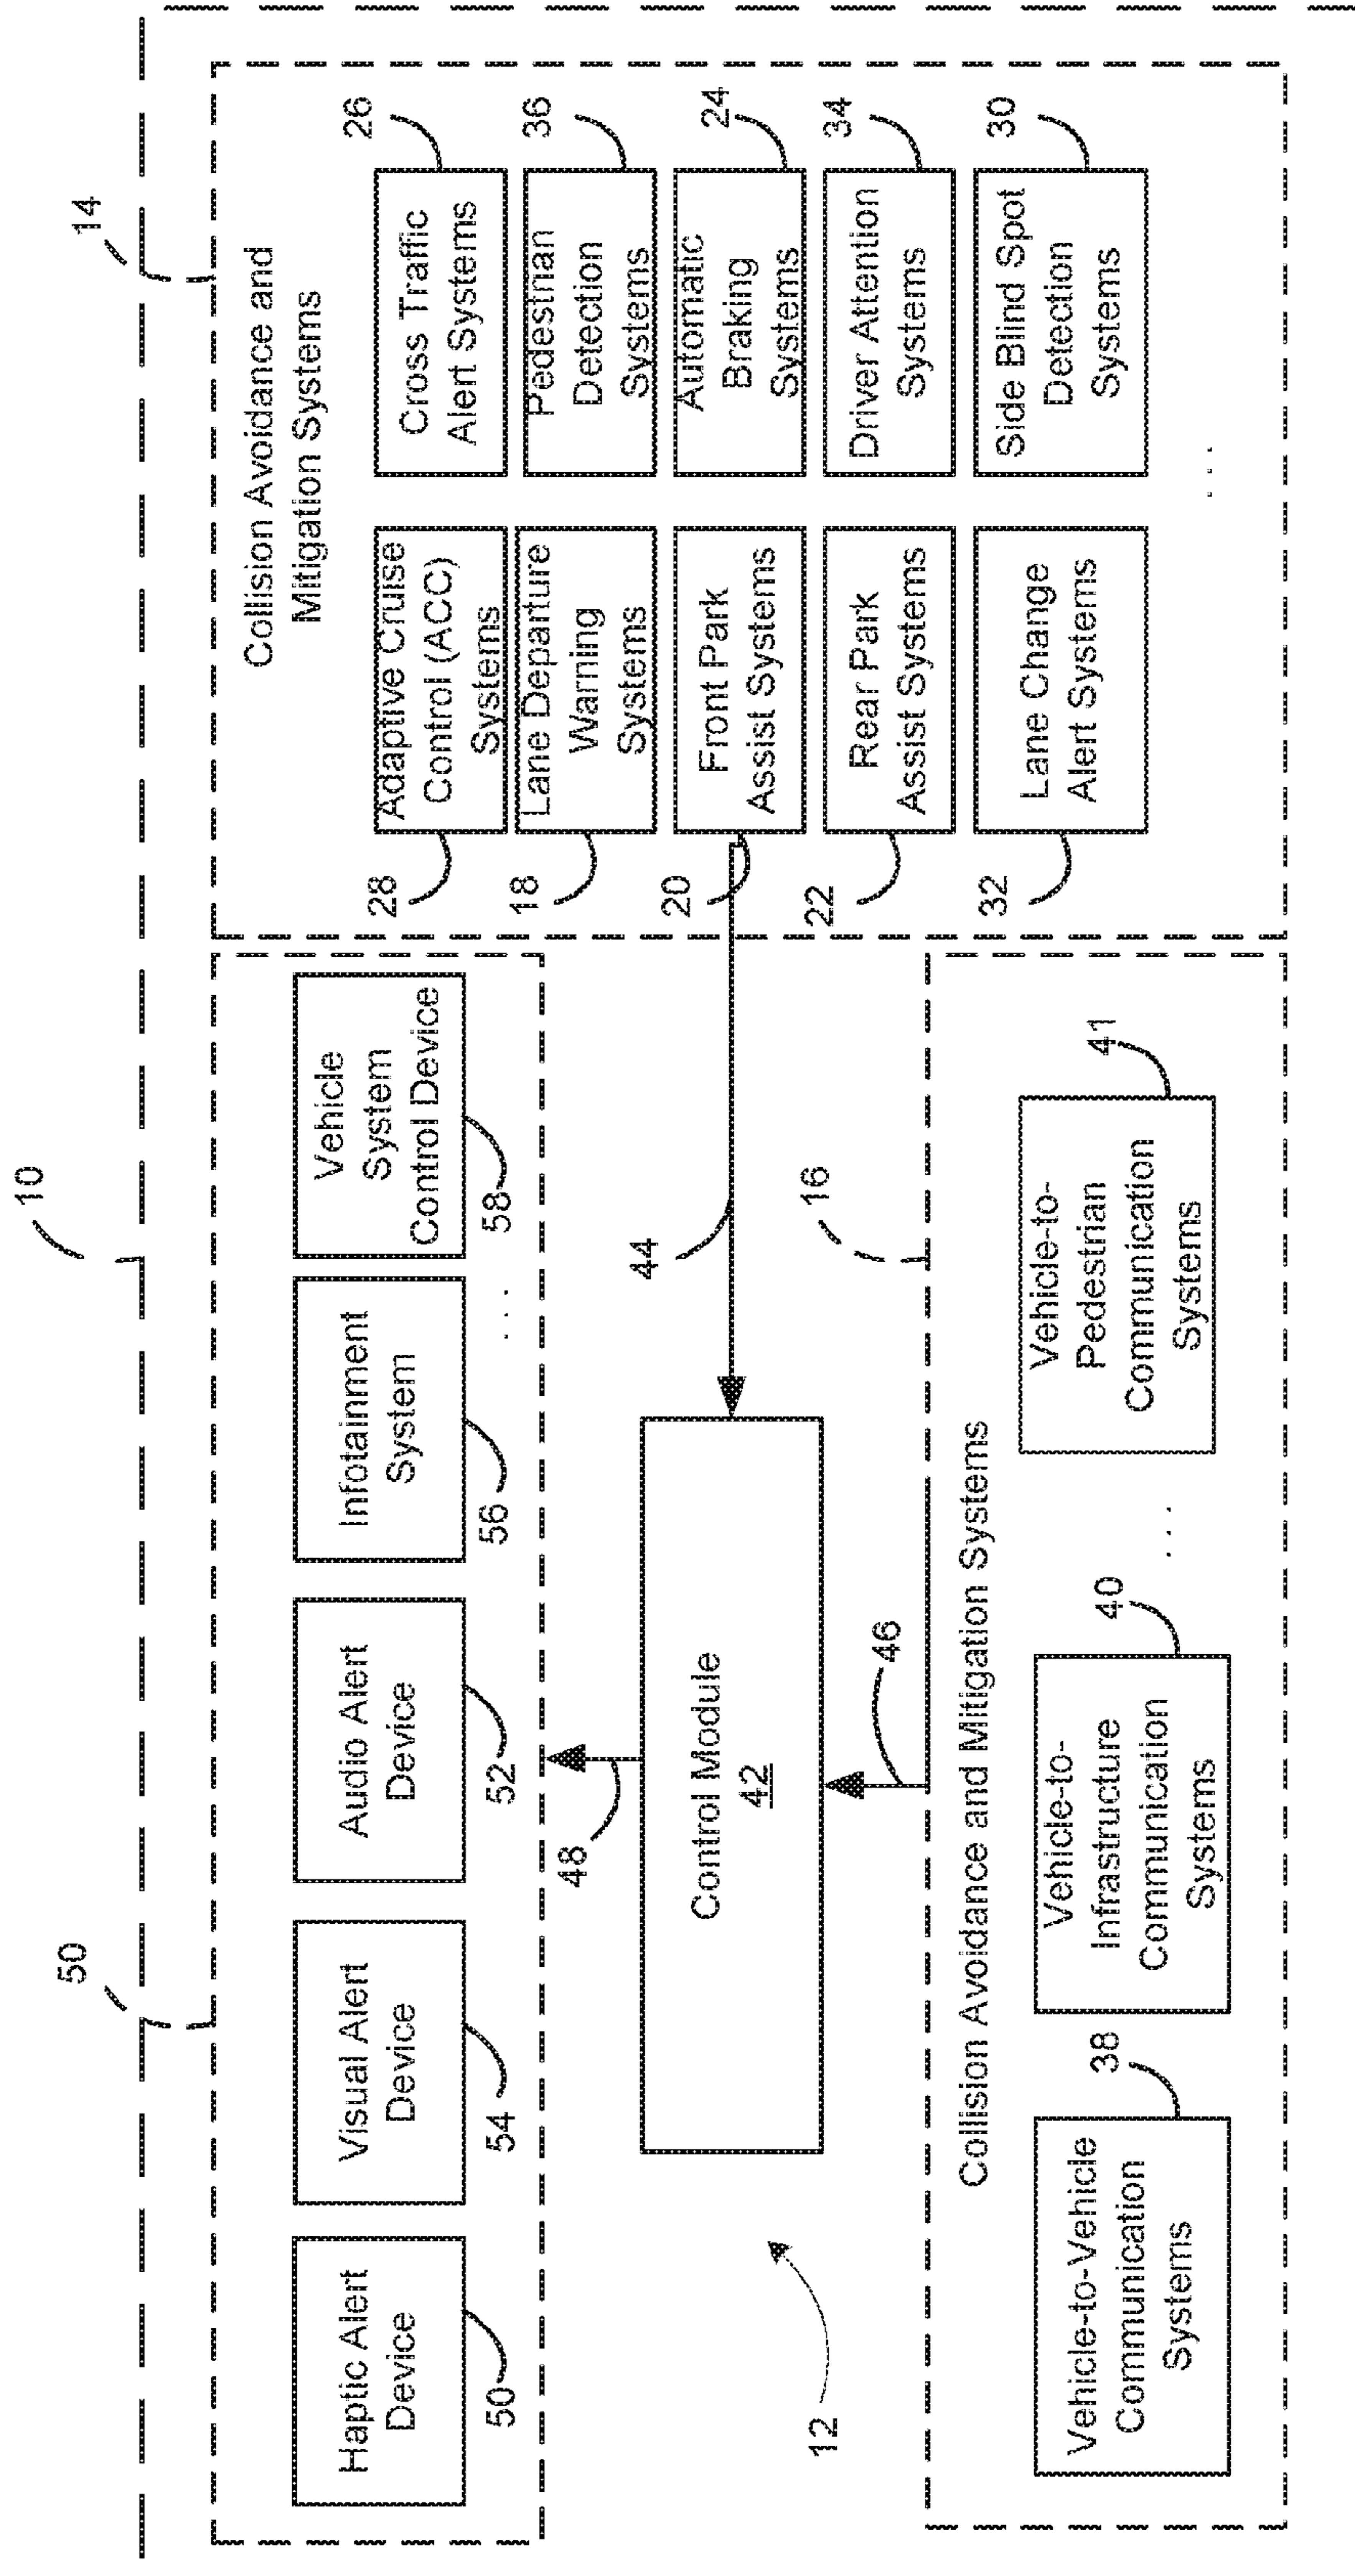 10
50
14
Haptic Alert
Device
50
Visual Alert
Device
54
Audio Alert
Device
52
Infotainment
System
56
Vehicle
System
Control Device
58
. . .
48
Control Module
42
44
46
12
16
Collision Avoidance and Mitigation Systems
Vehicle-to-Vehicle
Communication
Systems
38
Vehicle-to-
Infrastructure
Communication
Systems
40
. . .
Vehicle-to-
Pedestrian
Communication
Systems
41
Collision Avoidance and
Mitigation Systems
Adaptive Cruise
Control (ACC)
Systems
28
Cross Traffic
Alert Systems
26
Lane Departure
Warning
Systems
18
Pedestrian
Detection
Systems
36
Front Park
Assist Systems
20
Automatic
Braking
Systems
24
Rear Park
Assist Systems
22
Driver Attention
Systems
34
Lane Change
Alert Systems
32
Side Blind Spot
Detection
Systems
30
. . .